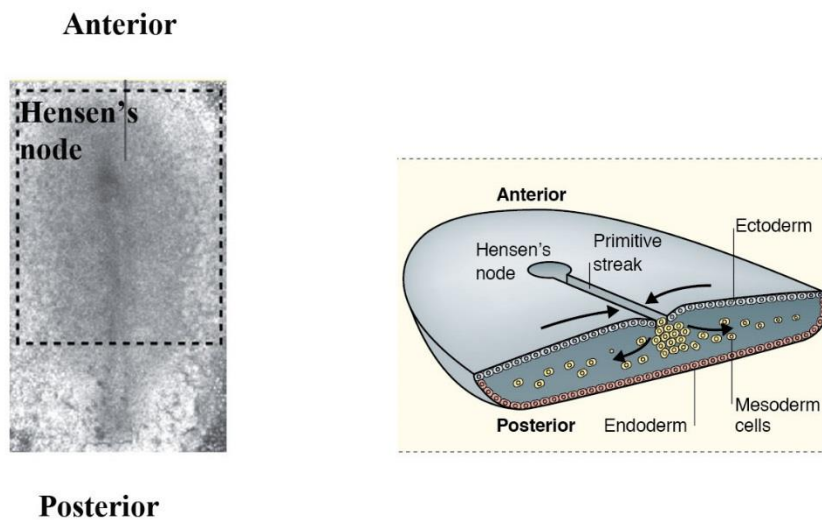 Anterior
Hensen's
node
Posterior
Anterior
Hensen's
node
Primitive
streak
Ectoderm
Posterior
Endoderm
Mesoderm
cells